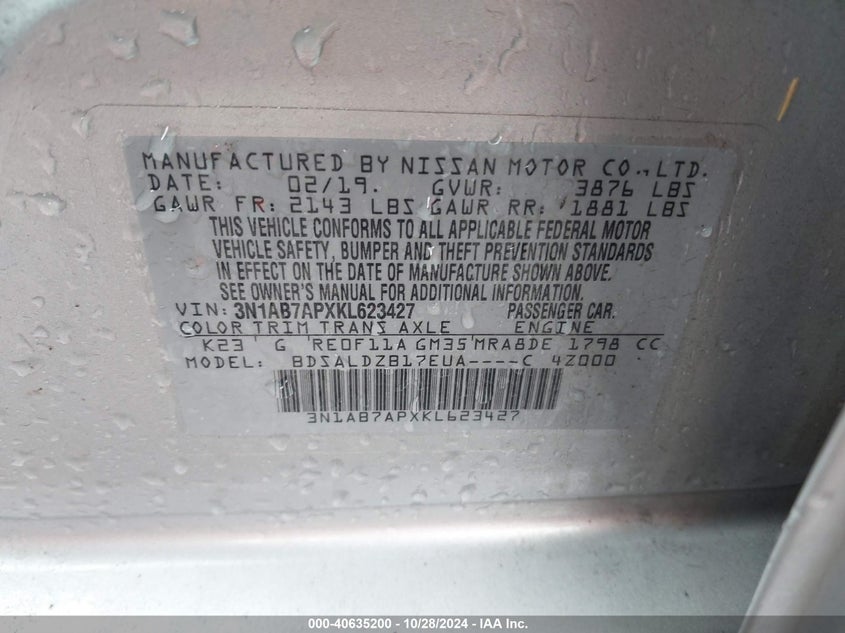 MANUFACTURED BY NISSAN MOTOR CO., LTD.
DATE: 02/19. GVWR: 3876 LBS
GAWR FR: 2143 LBS GAWR RR: 1881 LBS
THIS VEHICLE CONFORMS TO ALL APPLICABLE FEDERAL MOTOR
VEHICLE SAFETY, BUMPER AND THEFT PREVENTION STANDARDS
IN EFFECT ON THE DATE OF MANUFACTURE SHOWN ABOVE.
SEE OWNER'S MANUAL FOR ADDITIONAL INFORMATION.
VIN: 3N1AB7APXKL623427 PASSENGER CAR.
COLOR TRIM TRANS AXLE ENGINE
K23 G RE0F11A GM35 MRA8DE 1798 CC
MODEL: BDSALDZB17EUA----C 4Z000
3N1AB7APXKL623427
000-40635200 | 10/28/2024 - IAA Inc.